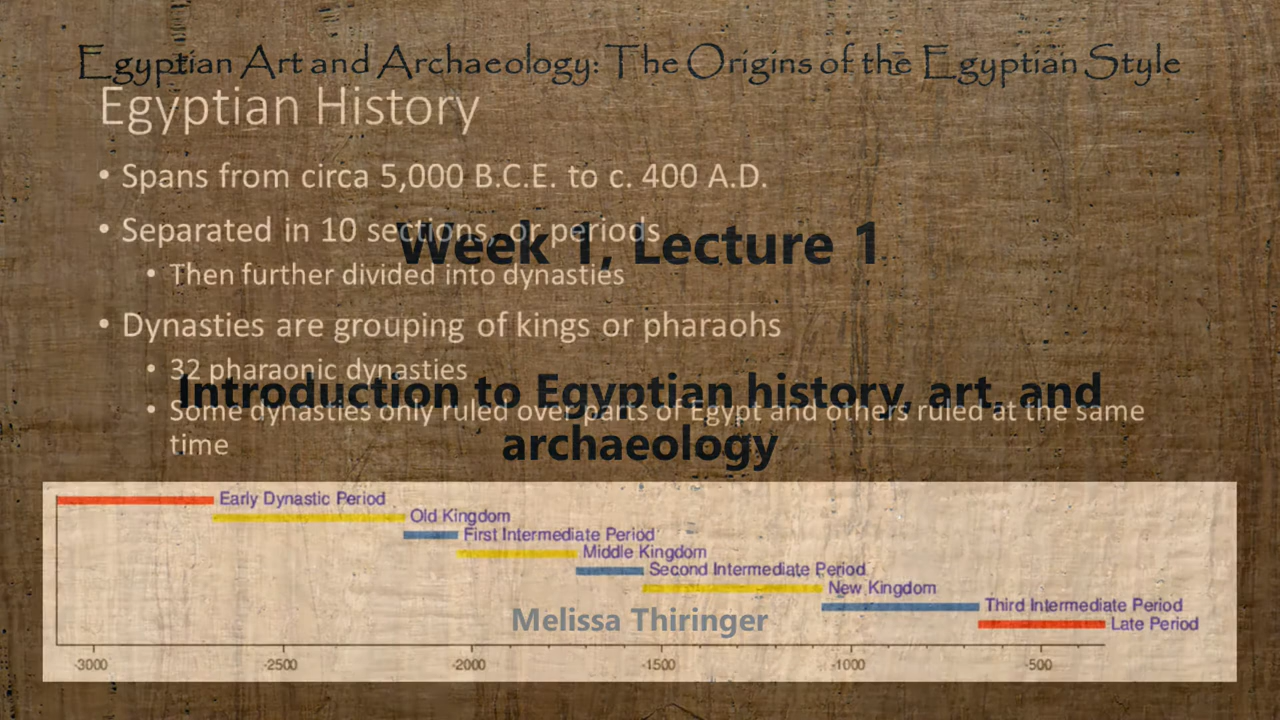 Egyptian Art and Archaeology: The Origins of the Egyptian Style
Egyptian History
• Spans from circa 5,000 B.C.E. to c. 400 A.D.
• Separated in 10 sections, or periods
Week 1, Lecture 1
• Then further divided into dynasties
• Dynasties are grouping of kings or pharaohs
• 32 pharaonic dynasties
Introduction to Egyptian history, art, and
• Some dynasties only ruled over parts of Egypt and others ruled at the same
time
archaeology
Early Dynastic Period
Old Kingdom
First Intermediate Period
Middle Kingdom
Second Intermediate Period
New Kingdom
Third Intermediate Period
Melissa Thiringer
Late Period
-3000 -2500 -2000 -1500 -1000 -500